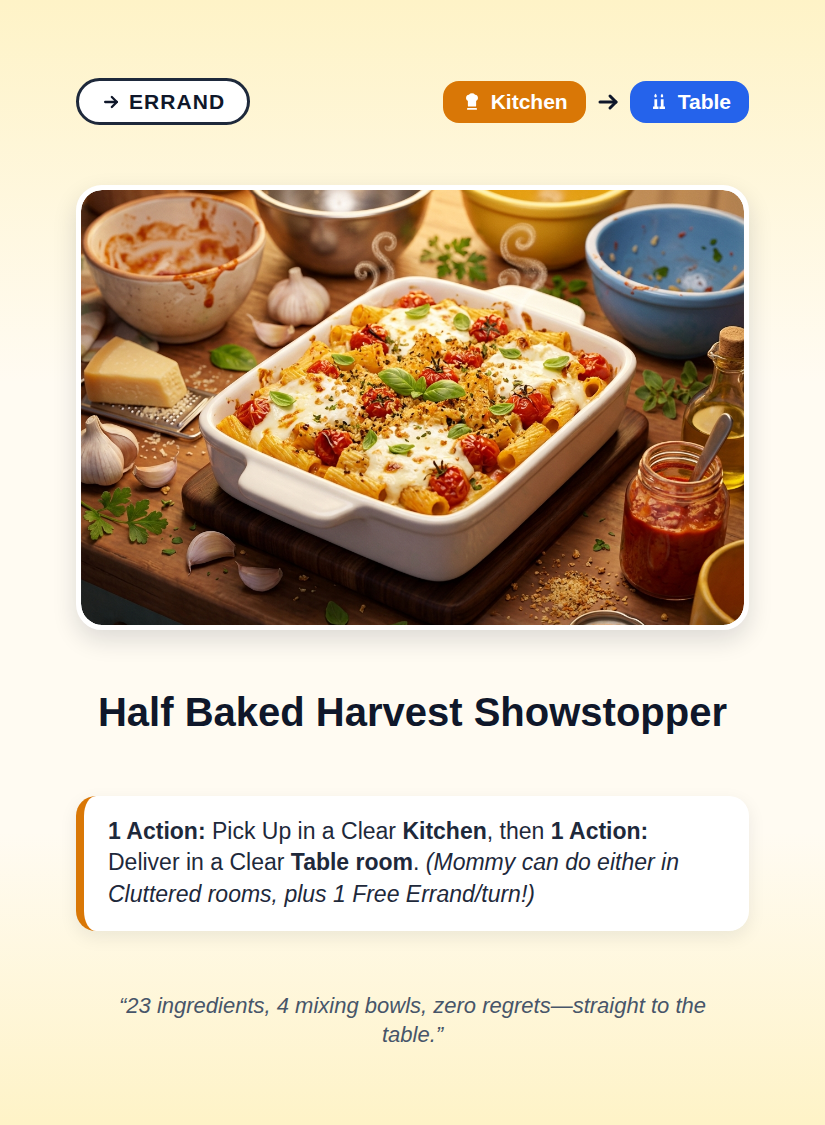 → ERRAND
Kitchen → Table
Half Baked Harvest Showstopper
1 Action: Pick Up in a Clear Kitchen, then 1 Action:
Deliver in a Clear Table room. (Mommy can do either in
Cluttered rooms, plus 1 Free Errand/turn!)
“23 ingredients, 4 mixing bowls, zero regrets—straight to the
table.”